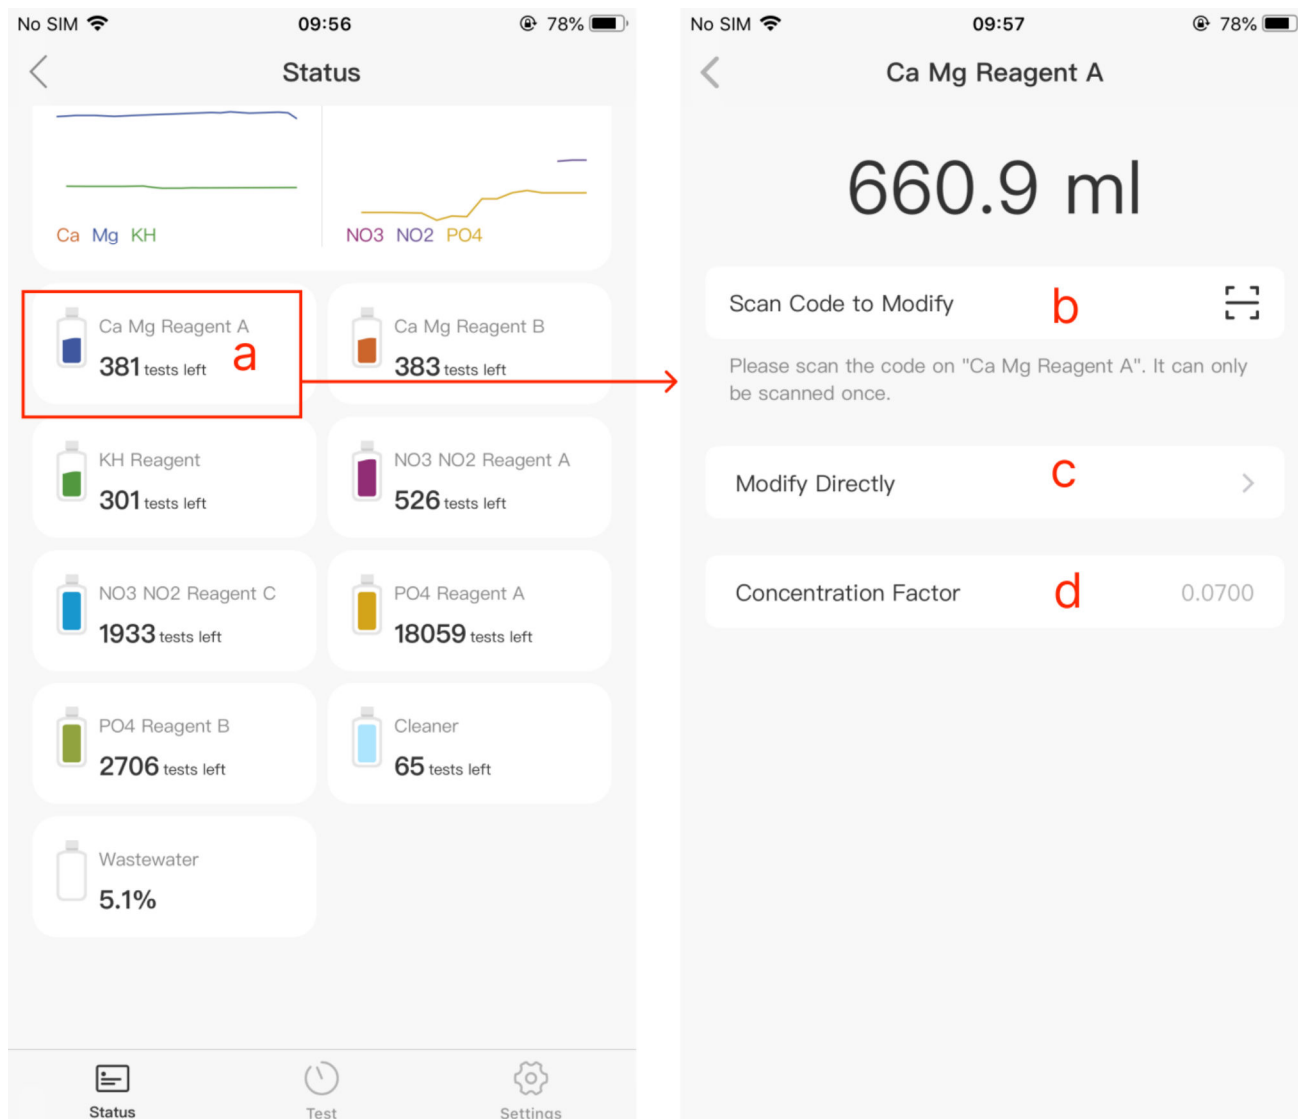 No SIM 09:56 78%
Status
Ca Mg KH
NO3 NO2 PO4
Ca Mg Reagent A
381 tests left
a
Ca Mg Reagent B
383 tests left
KH Reagent
301 tests left
NO3 NO2 Reagent A
526 tests left
NO3 NO2 Reagent C
1933 tests left
PO4 Reagent A
18059 tests left
PO4 Reagent B
2706 tests left
Cleaner
65 tests left
Wastewater
5.1%
Status
Test
Settings
No SIM 09:57 78%
Ca Mg Reagent A
660.9 ml
Scan Code to Modify
b
Please scan the code on "Ca Mg Reagent A". It can only
be scanned once.
Modify Directly
c
Concentration Factor
d
0.0700